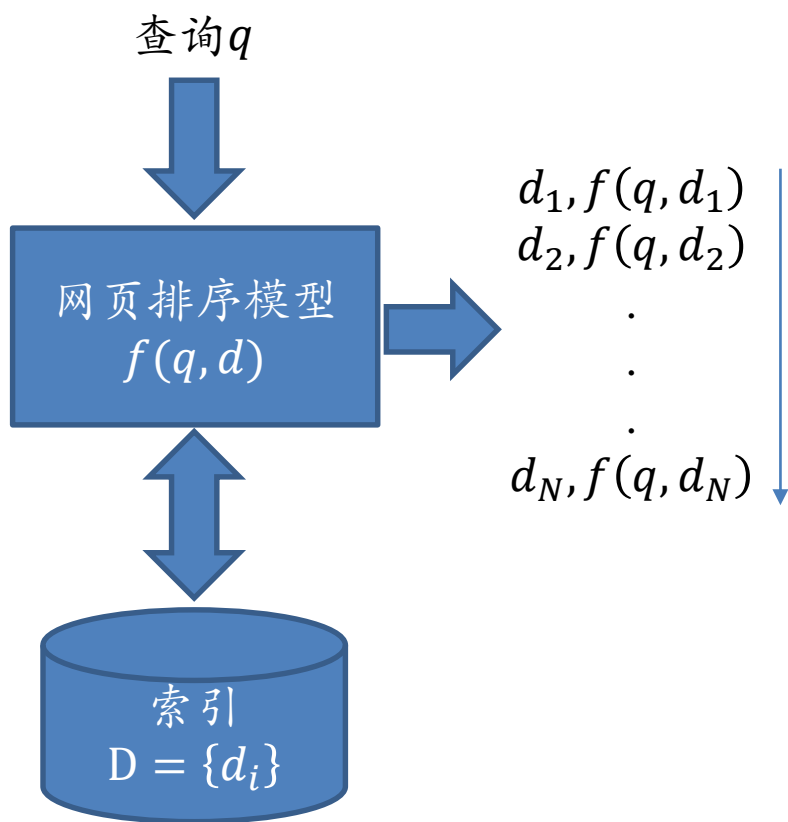 查询q
网页排序模型
f(q,d)
d₁,f(q,d₁)
d₂,f(q,d₂)
.
.
.
d_N,f(q,d_N)
索引
D = {dᵢ}